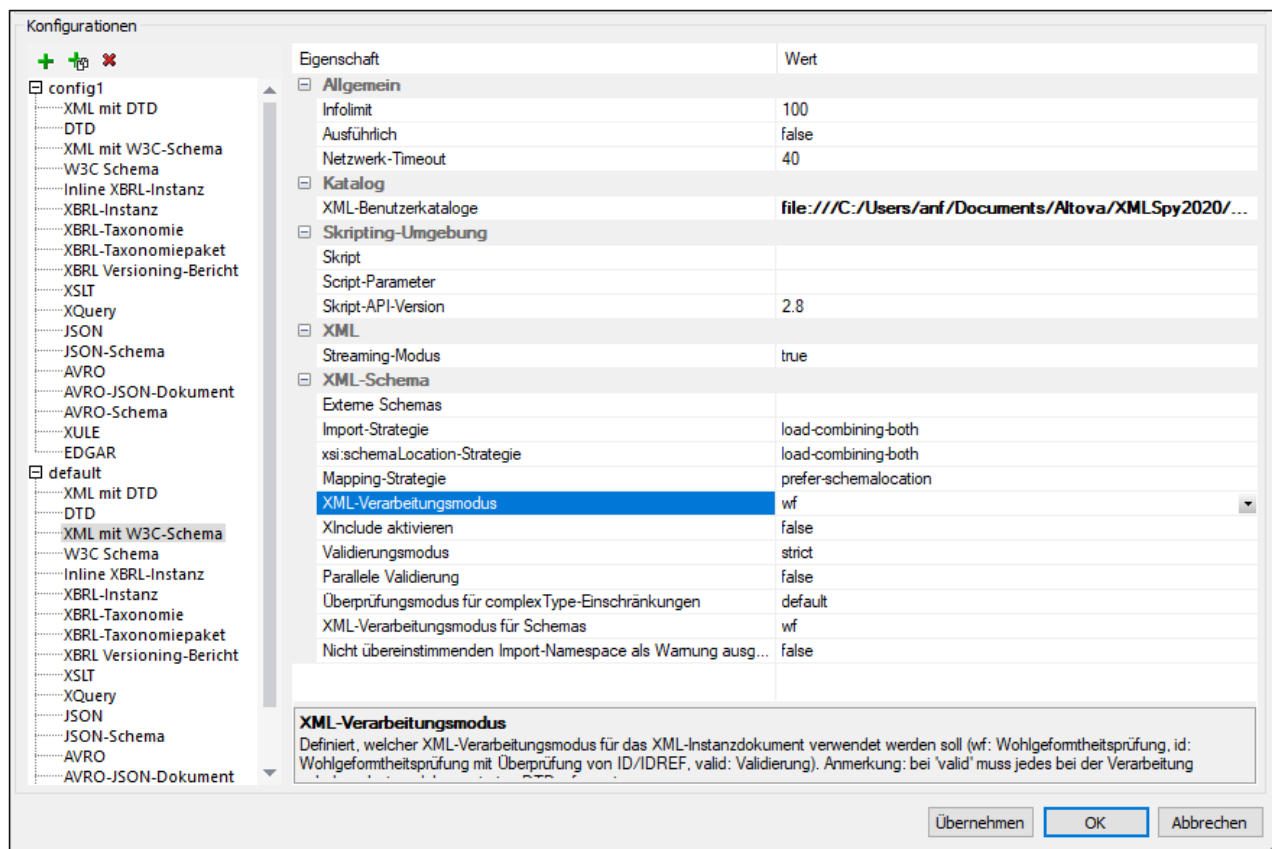 Konfigurationen
config1
XML mit DTD
DTD
XML mit W3C-Schema
W3C Schema
Inline XBRL-Instanz
XBRL-Instanz
XBRL-Taxonomie
XBRL-Taxonomiepaket
XBRL Versioning-Bericht
XSLT
XQuery
JSON
JSON-Schema
AVRO
AVRO-JSON-Dokument
AVRO-Schema
XULE
EDGAR
default
XML mit DTD
DTD
XML mit W3C-Schema
W3C Schema
Inline XBRL-Instanz
XBRL-Instanz
XBRL-Taxonomie
XBRL-Taxonomiepaket
XBRL Versioning-Bericht
XSLT
XQuery
JSON
JSON-Schema
AVRO
AVRO-JSON-Dokument
Eigenschaft Wert
Allgemein
Infolimit 100
Ausführlich false
Netzwerk-Timeout 40
Katalog
XML-Benutzerkataloge file:///C:/Users/anf/Documents/Altova/XMLSpy2020/...
Skripting-Umgebung
Skript
Script-Parameter
Skript-API-Version 2.8
XML
Streaming-Modus true
XML-Schema
Externe Schemas
Import-Strategie load-combining-both
xsi:schemaLocation-Strategie load-combining-both
Mapping-Strategie prefer-schemalocation
XML-Verarbeitungsmodus wf
XInclude aktivieren false
Validierungsmodus strict
Parallele Validierung false
Überprüfungsmodus für complexType-Einschränkungen default
XML-Verarbeitungsmodus für Schemas wf
Nicht übereinstimmenden Import-Namespace als Warnung ausg... false
XML-Verarbeitungsmodus
Definiert, welcher XML-Verarbeitungsmodus für das XML-Instanzdokument verwendet werden soll (wf: Wohlgeformtheitsprüfung, id:
Wohlgeformtheitsprüfung mit Überprüfung von ID/IDREF, valid: Validierung). Anmerkung: bei 'valid' muss jedes bei der Verarbeitung
Übernehmen OK Abbrechen